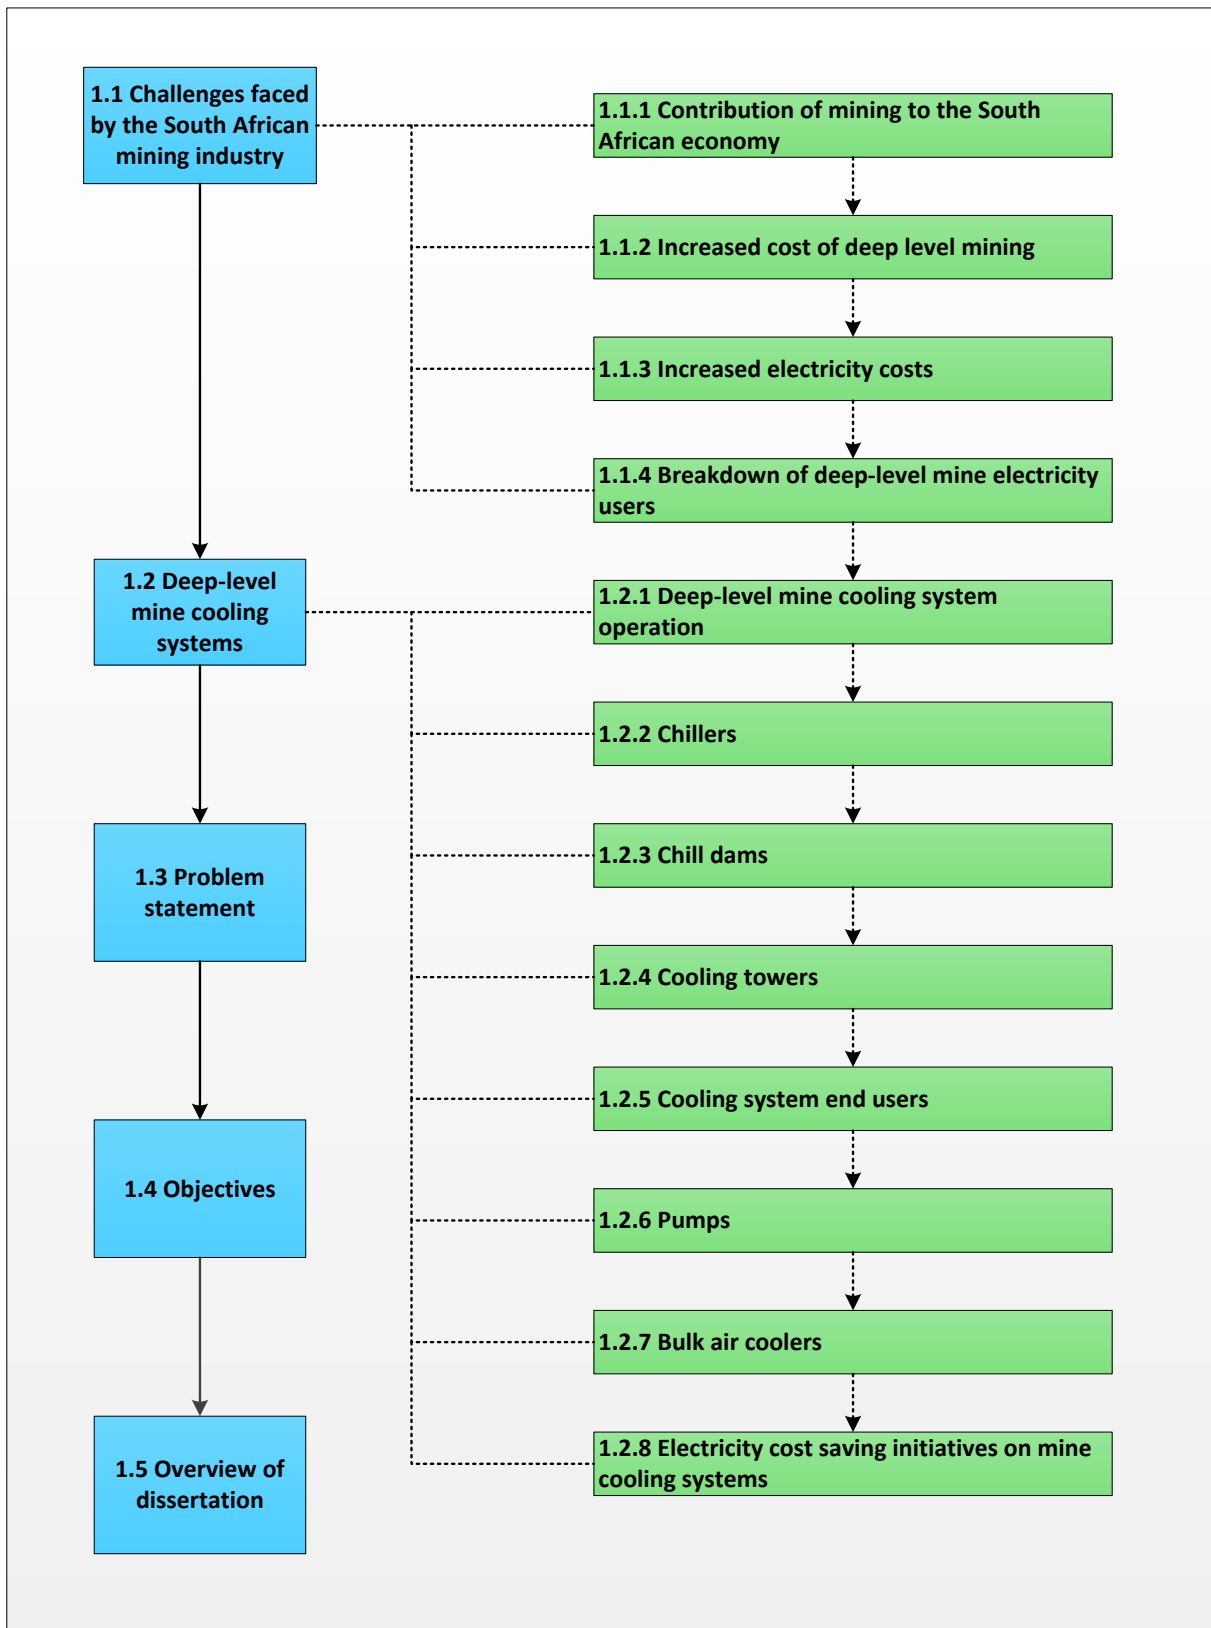 1.1 Challenges faced
by the South African
mining industry
1.1.1 Contribution of mining to the South
African economy
1.1.2 Increased cost of deep level mining
1.1.3 Increased electricity costs
1.1.4 Breakdown of deep-level mine electricity
users
1.2 Deep-level
mine cooling
systems
1.2.1 Deep-level mine cooling system
operation
1.2.2 Chillers
1.2.3 Chill dams
1.2.4 Cooling towers
1.2.5 Cooling system end users
1.2.6 Pumps
1.2.7 Bulk air coolers
1.2.8 Electricity cost saving initiatives on mine
cooling systems
1.3 Problem
statement
1.4 Objectives
1.5 Overview of
dissertation